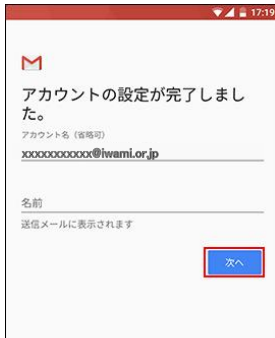 17:19
アカウントの設定が完了しまし
た。
アカウント名（省略可）
xxxxxxxxxxx@iwami.or.jp
名前
送信メールに表示されます
次へ